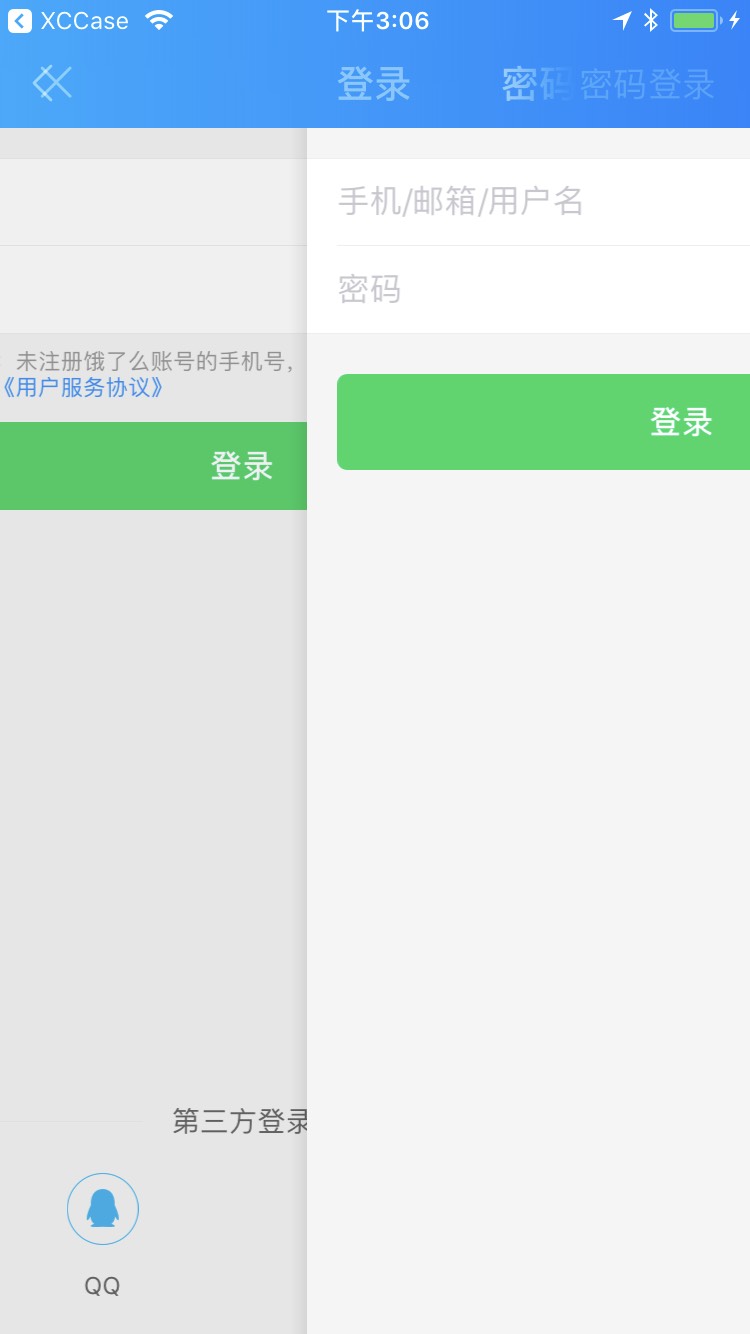 XCCase
下午3:06
登录
密码
密码登录
手机/邮箱/用户名
密码
登录
未注册饿了么账号的手机号,
《用户服务协议》
登录
第三方登录
QQ